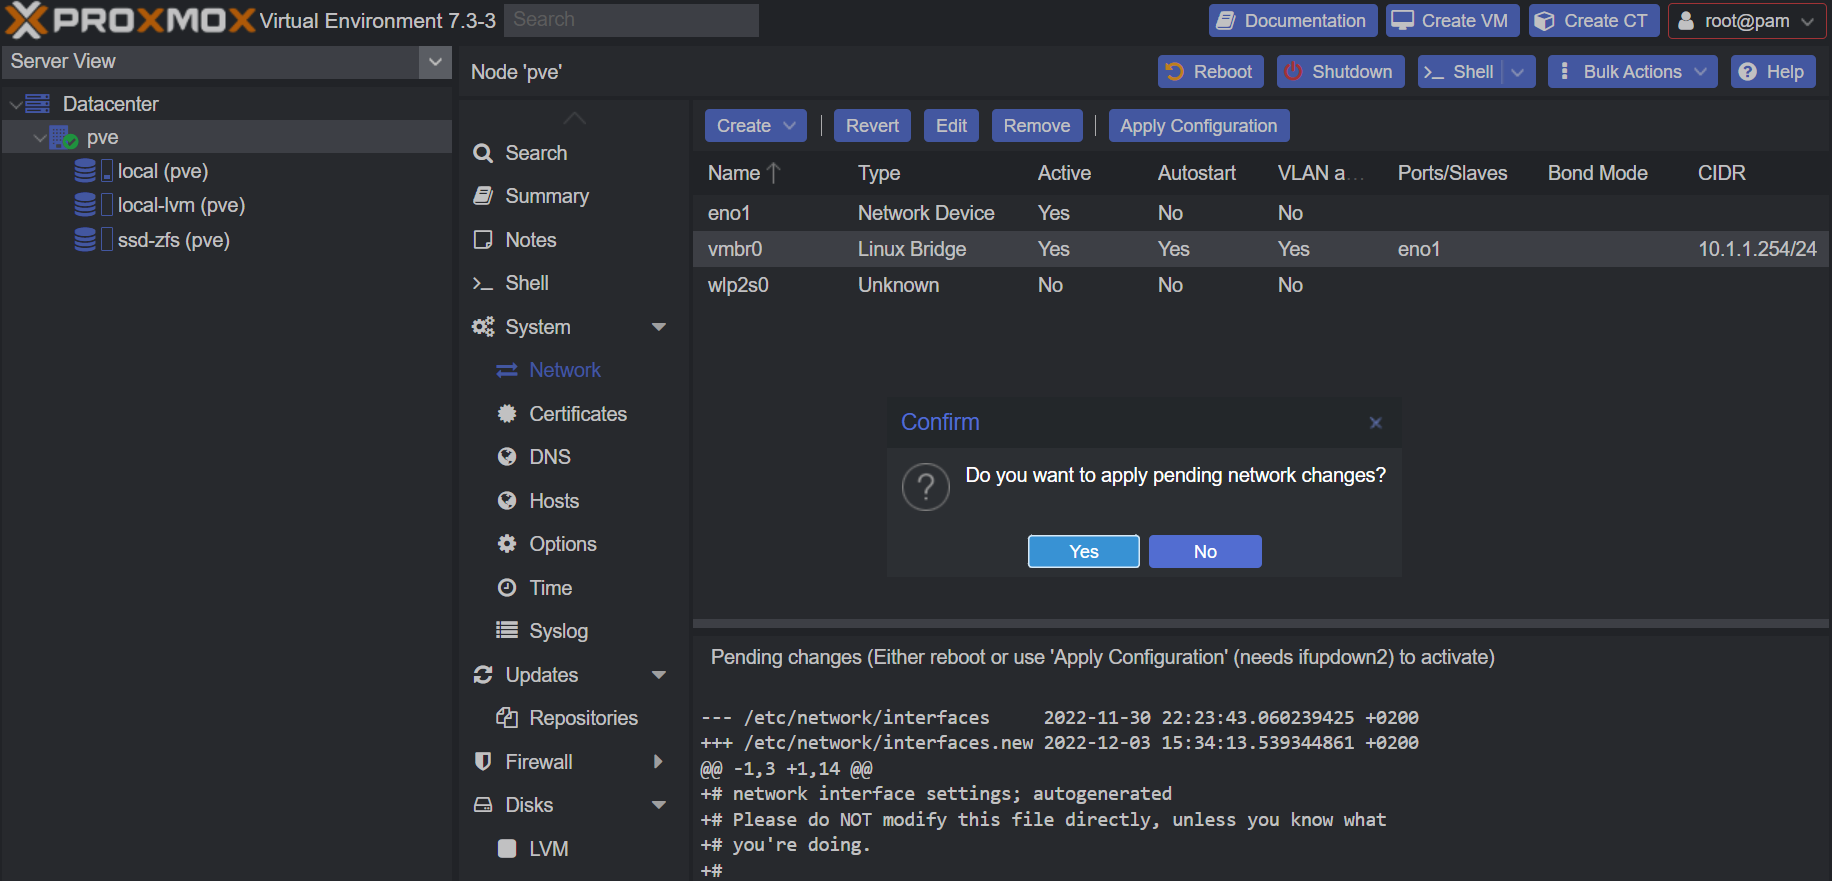 PROXMOX Virtual Environment 7.3-3 Search Documentation Create VM Create CT root@pam
Server View
Node 'pve' Reboot Shutdown Shell Bulk Actions Help
Datacenter
pve
local (pve)
local-lvm (pve)
ssd-zfs (pve)
Search
Summary
Notes
Shell
System
Network
Certificates
DNS
Hosts
Options
Time
Syslog
Updates
Repositories
Firewall
Disks
LVM
Create Revert Edit Remove Apply Configuration
Name Type Active Autostart VLAN a... Ports/Slaves Bond Mode CIDR
eno1 Network Device Yes No No
vmbr0 Linux Bridge Yes Yes Yes eno1 10.1.1.254/24
wlp2s0 Unknown No No No
Confirm
Do you want to apply pending network changes?
Yes No
Pending changes (Either reboot or use 'Apply Configuration' (needs ifupdown2) to activate)
--- /etc/network/interfaces 2022-11-30 22:23:43.060239425 +0200
+++ /etc/network/interfaces.new 2022-12-03 15:34:13.539344861 +0200
@@ -1,3 +1,14 @@
+# network interface settings; autogenerated
+# Please do NOT modify this file directly, unless you know what
+# you're doing.
+#